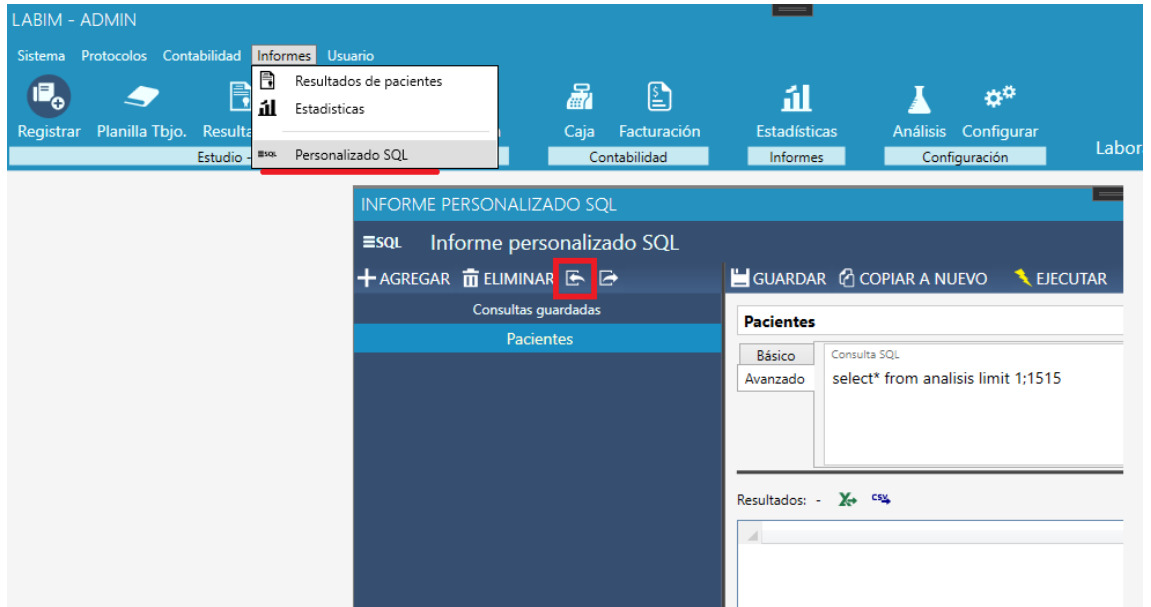 LABIM - ADMIN
Sistema Protocolos Contabilidad Informes Usuario
Resultados de pacientes
Estadisticas
Personalizado SQL
Registrar Planilla Tbjo. Caja Facturación Estadísticas Análisis Configurar
Estudio - Contabilidad Informes Configuración
INFORME PERSONALIZADO SQL
SQL Informe personalizado SQL
AGREGAR ELIMINAR GUARDAR COPIAR A NUEVO EJECUTAR
Consultas guardadas
Pacientes
Pacientes
Básico
Avanzado
Consulta SQL
select* from analisis limit 1;1515
Resultados: - CSV